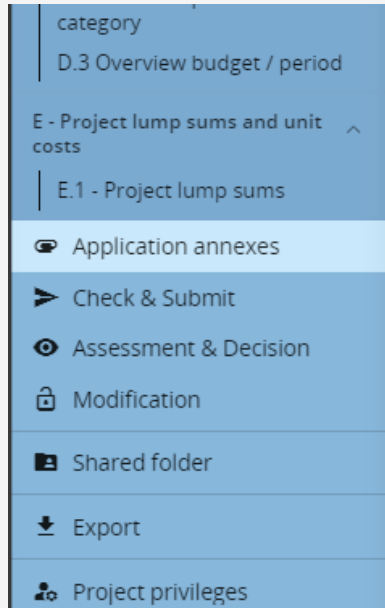 category
D.3 Overview budget / period
E - Project lump sums and unit
costs
E.1 - Project lump sums
Application annexes
Check & Submit
Assessment & Decision
Modification
Shared folder
Export
Project privileges